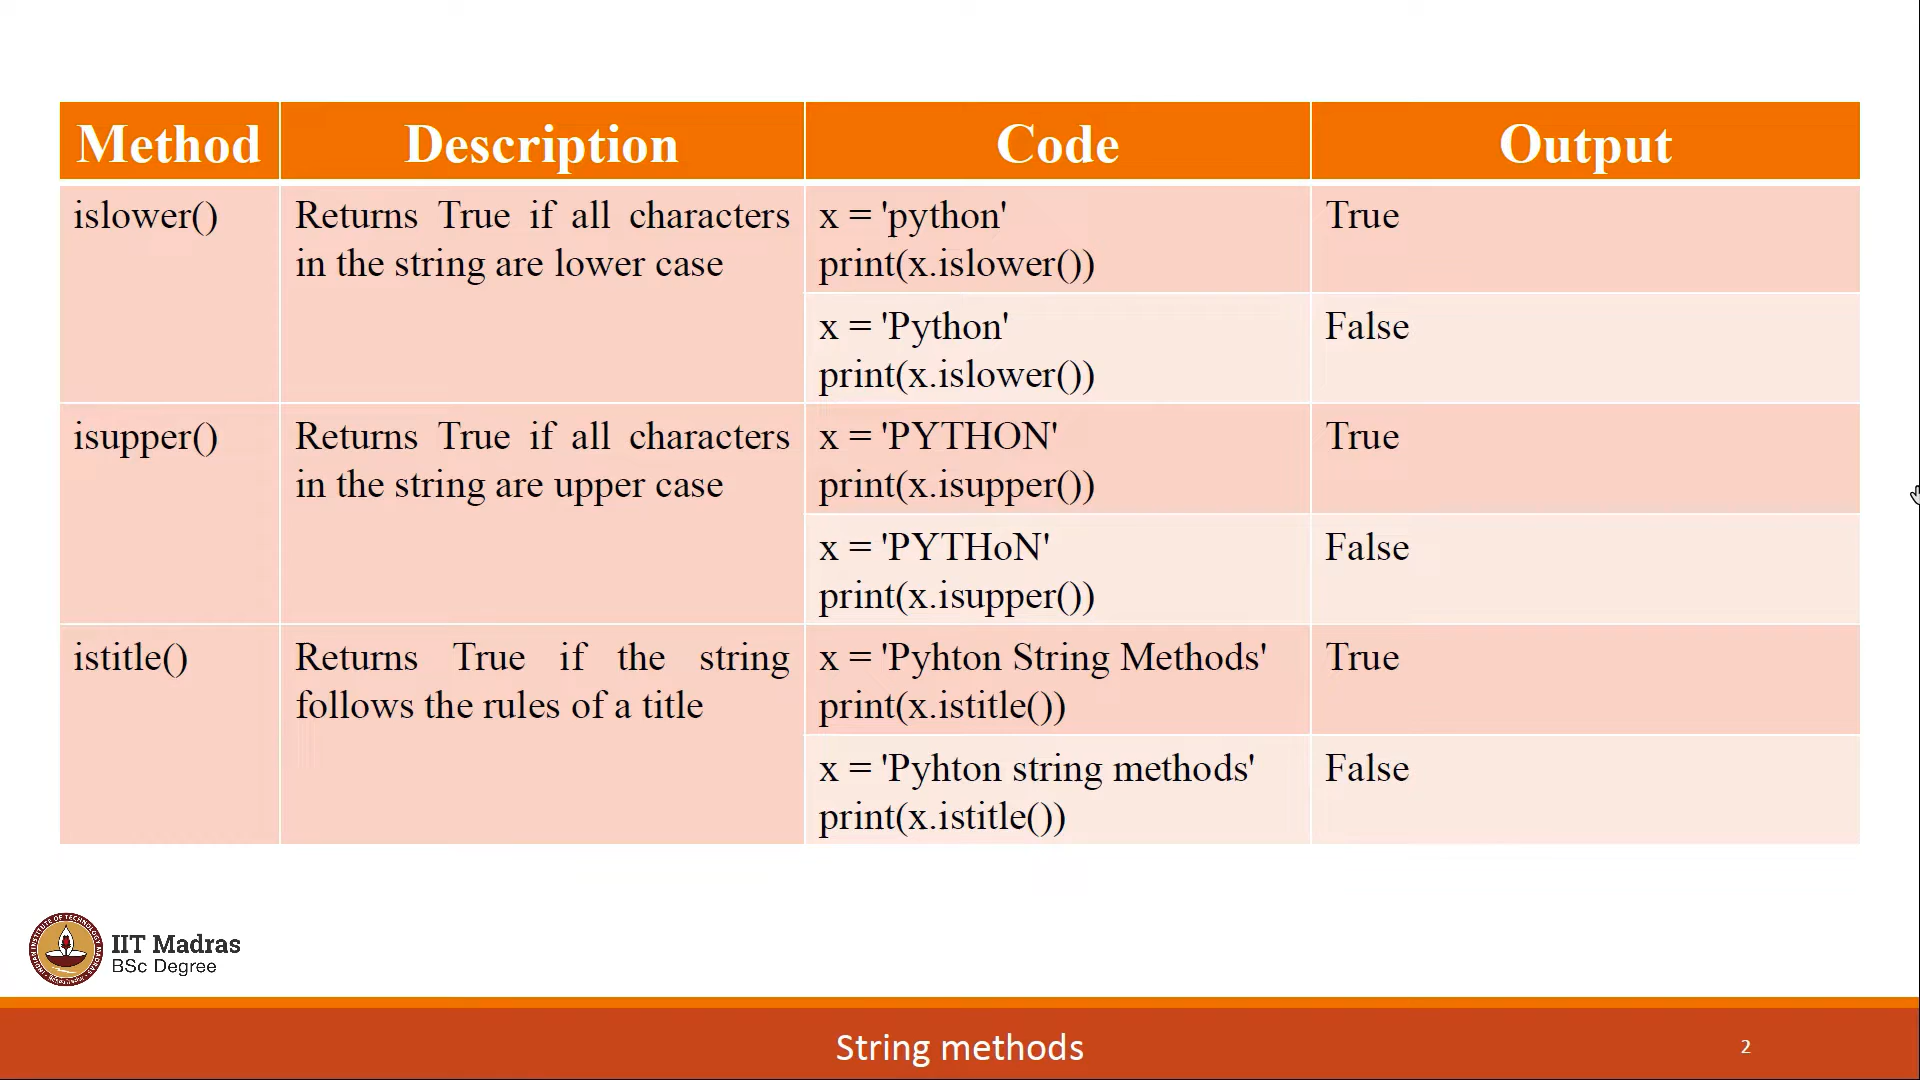 Method Description Code Output
islower() Returns True if all characters x = 'python' True
in the string are lower case print(x.islower())
x = 'Python' False
print(x.islower())
isupper() Returns True if all characters x = 'PYTHON' True
in the string are upper case print(x.isupper())
x = 'PYTHoN' False
print(x.isupper())
istitle() Returns True if the string x = 'Pyhton String Methods' True
follows the rules of a title print(x.istitle())
x = 'Pyhton string methods' False
print(x.istitle())
IIT Madras
BSc Degree
String methods 2